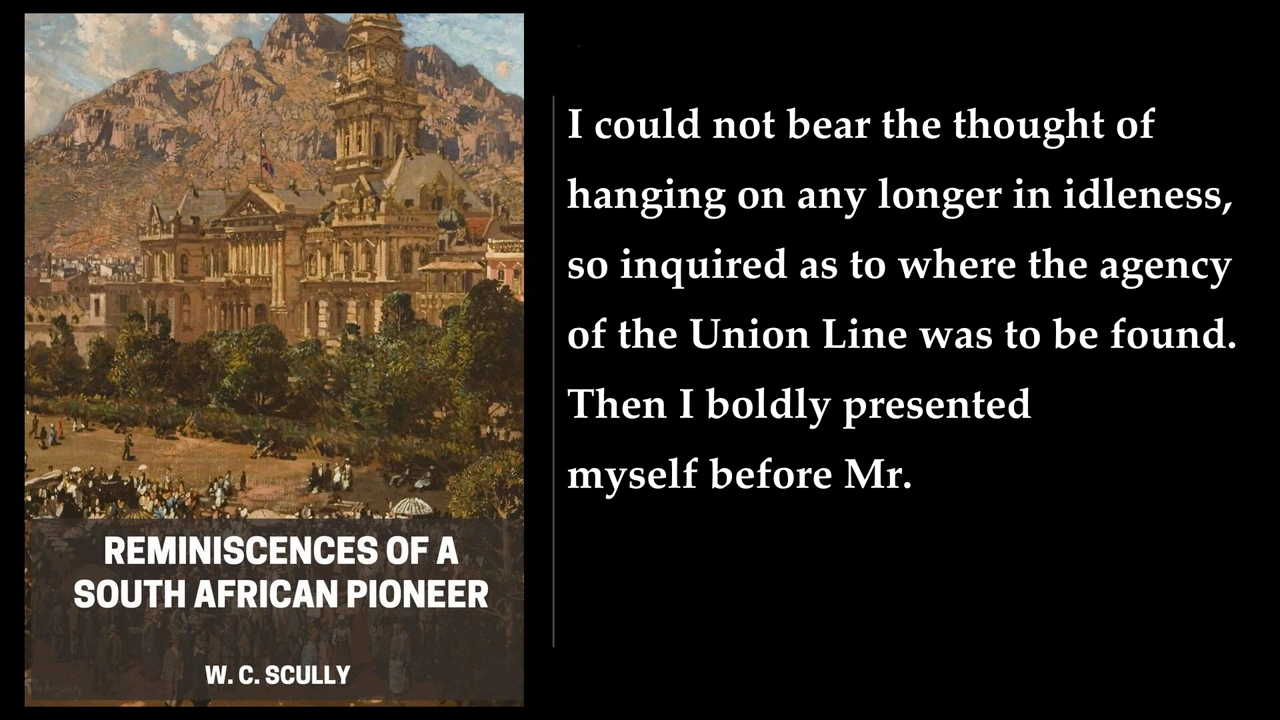 REMINISCENCES OF A
SOUTH AFRICAN PIONEER
W. C. SCULLY
I could not bear the thought of
hanging on any longer in idleness,
so inquired as to where the agency
of the Union Line was to be found.
Then I boldly presented
myself before Mr.